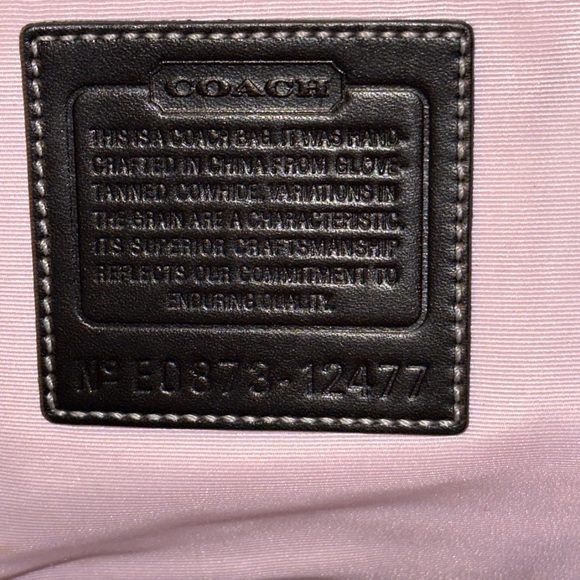 COACH
THIS IS A COACH BAG. IT WAS HAND-
CRAFTED IN CHINA FROM GLOVE
TANNED COWHIDE. VARIATIONS IN
THE GRAIN ARE A CHARACTERISTIC.
ITS SUPERIOR CRAFTSMANSHIP
REFLECTS OUR COMMITMENT TO
ENDURING QUALITY.
Nº E0873-12477